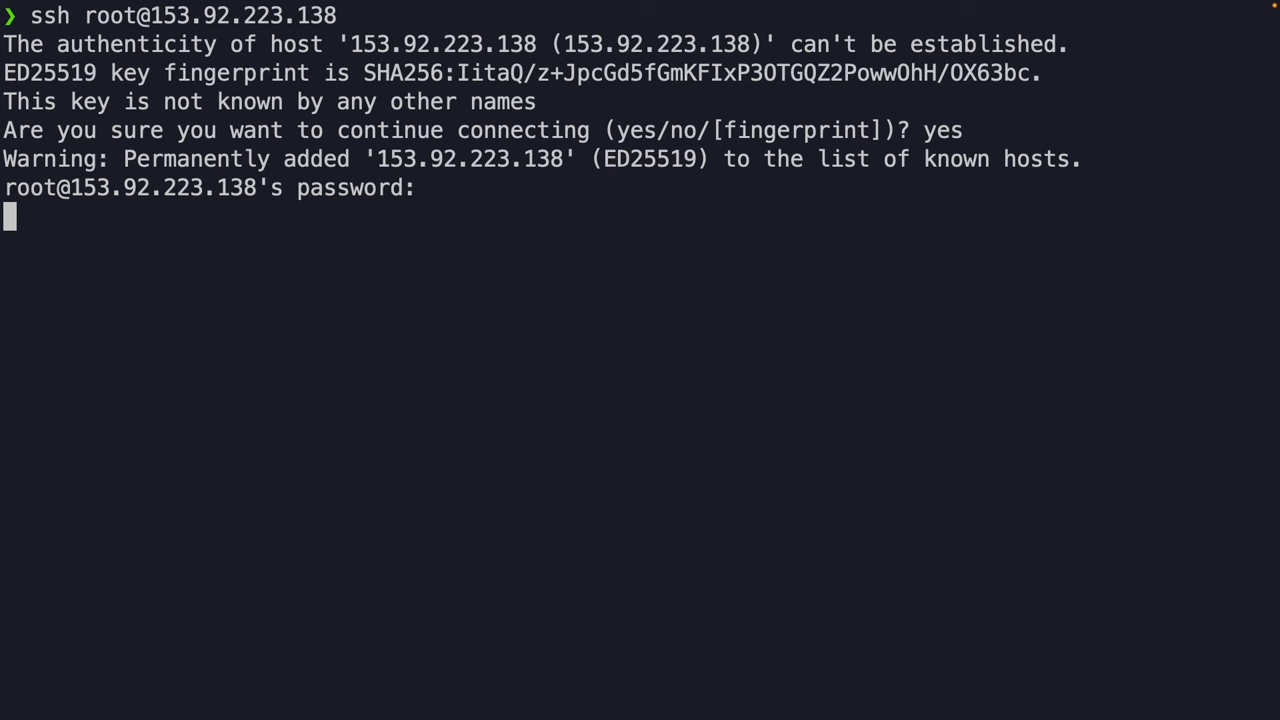 ❯ ssh root@153.92.223.138
The authenticity of host '153.92.223.138 (153.92.223.138)' can't be established.
ED25519 key fingerprint is SHA256:IitaQ/z+JpcGd5fGmKFIxP3OTGQZ2PowwOhH/OX63bc.
This key is not known by any other names
Are you sure you want to continue connecting (yes/no/[fingerprint])? yes
Warning: Permanently added '153.92.223.138' (ED25519) to the list of known hosts.
root@153.92.223.138's password: